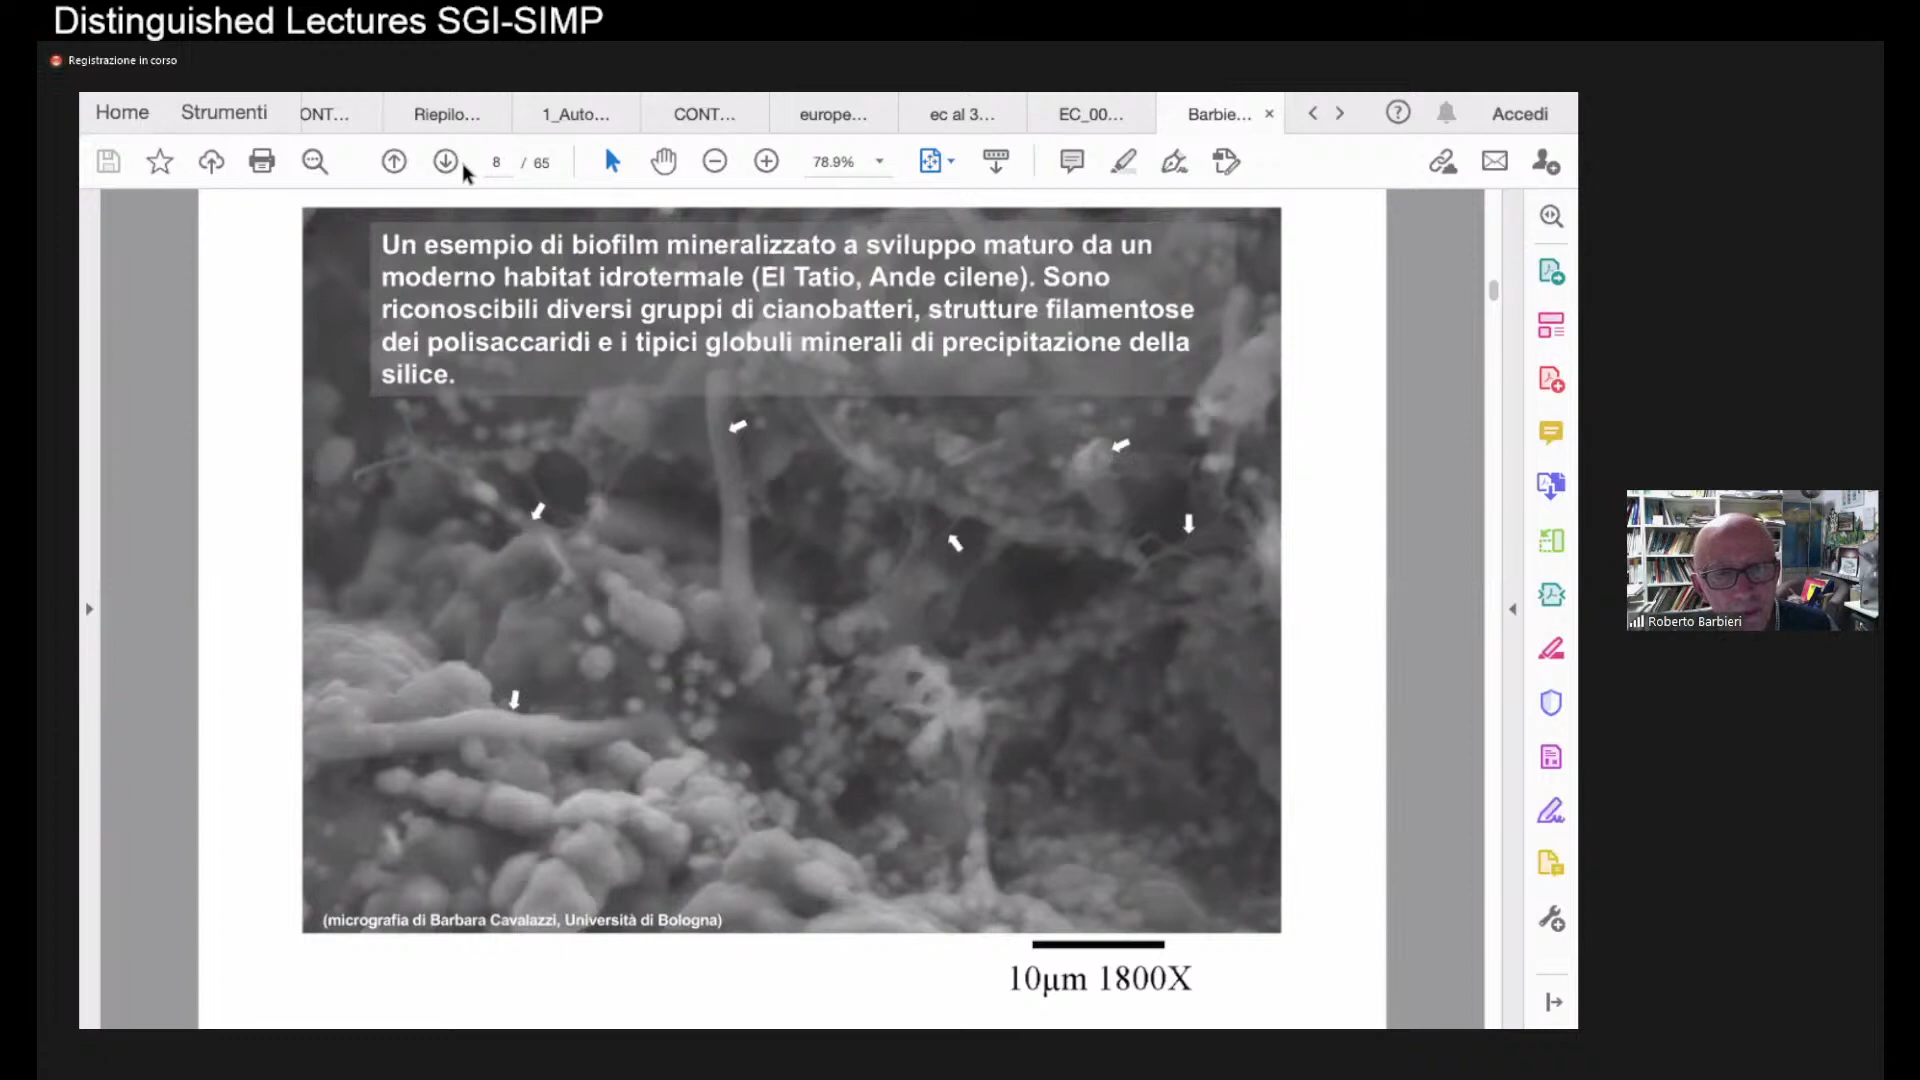 Distinguished Lectures SGI-SIMP
Registrazione in corso
Home Strumenti ONT... Riepilo... 1_Auto... CONT... europe... ec al 3... EC_00... Barbie... × Accedi
8 / 65 78.9%
Un esempio di biofilm mineralizzato a sviluppo maturo da un
moderno habitat idrotermale (El Tatio, Ande cilene). Sono
riconoscibili diversi gruppi di cianobatteri, strutture filamentose
dei polisaccaridi e i tipici globuli minerali di precipitazione della
silice.
Roberto Barbieri
(micrografia di Barbara Cavalazzi, Università di Bologna)
10μm 1800X